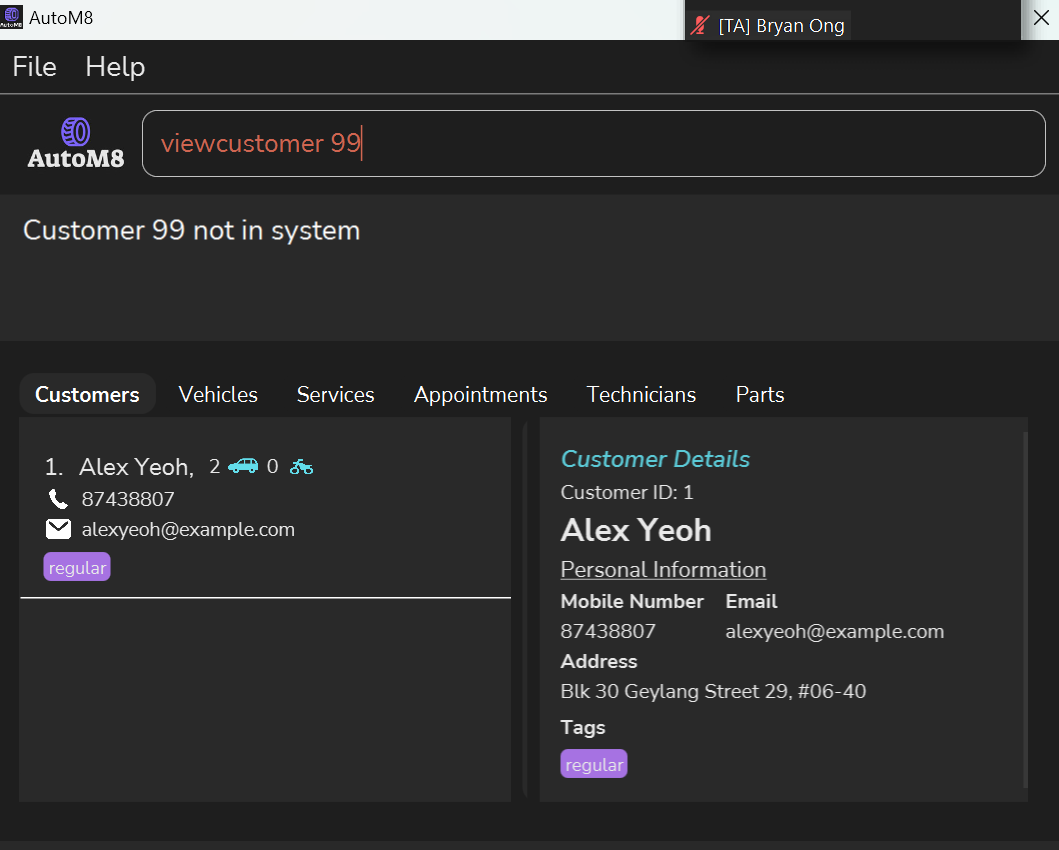 AutoM8
[TA] Bryan Ong
File Help
AutoM8
viewcustomer 99
Customer 99 not in system
Customers Vehicles Services Appointments Technicians Parts
1. Alex Yeoh, 2 0
87438807
alexyeoh@example.com
regular
Customer Details
Customer ID: 1
Alex Yeoh
Personal Information
Mobile Number Email
87438807 alexyeoh@example.com
Address
Blk 30 Geylang Street 29, #06-40
Tags
regular